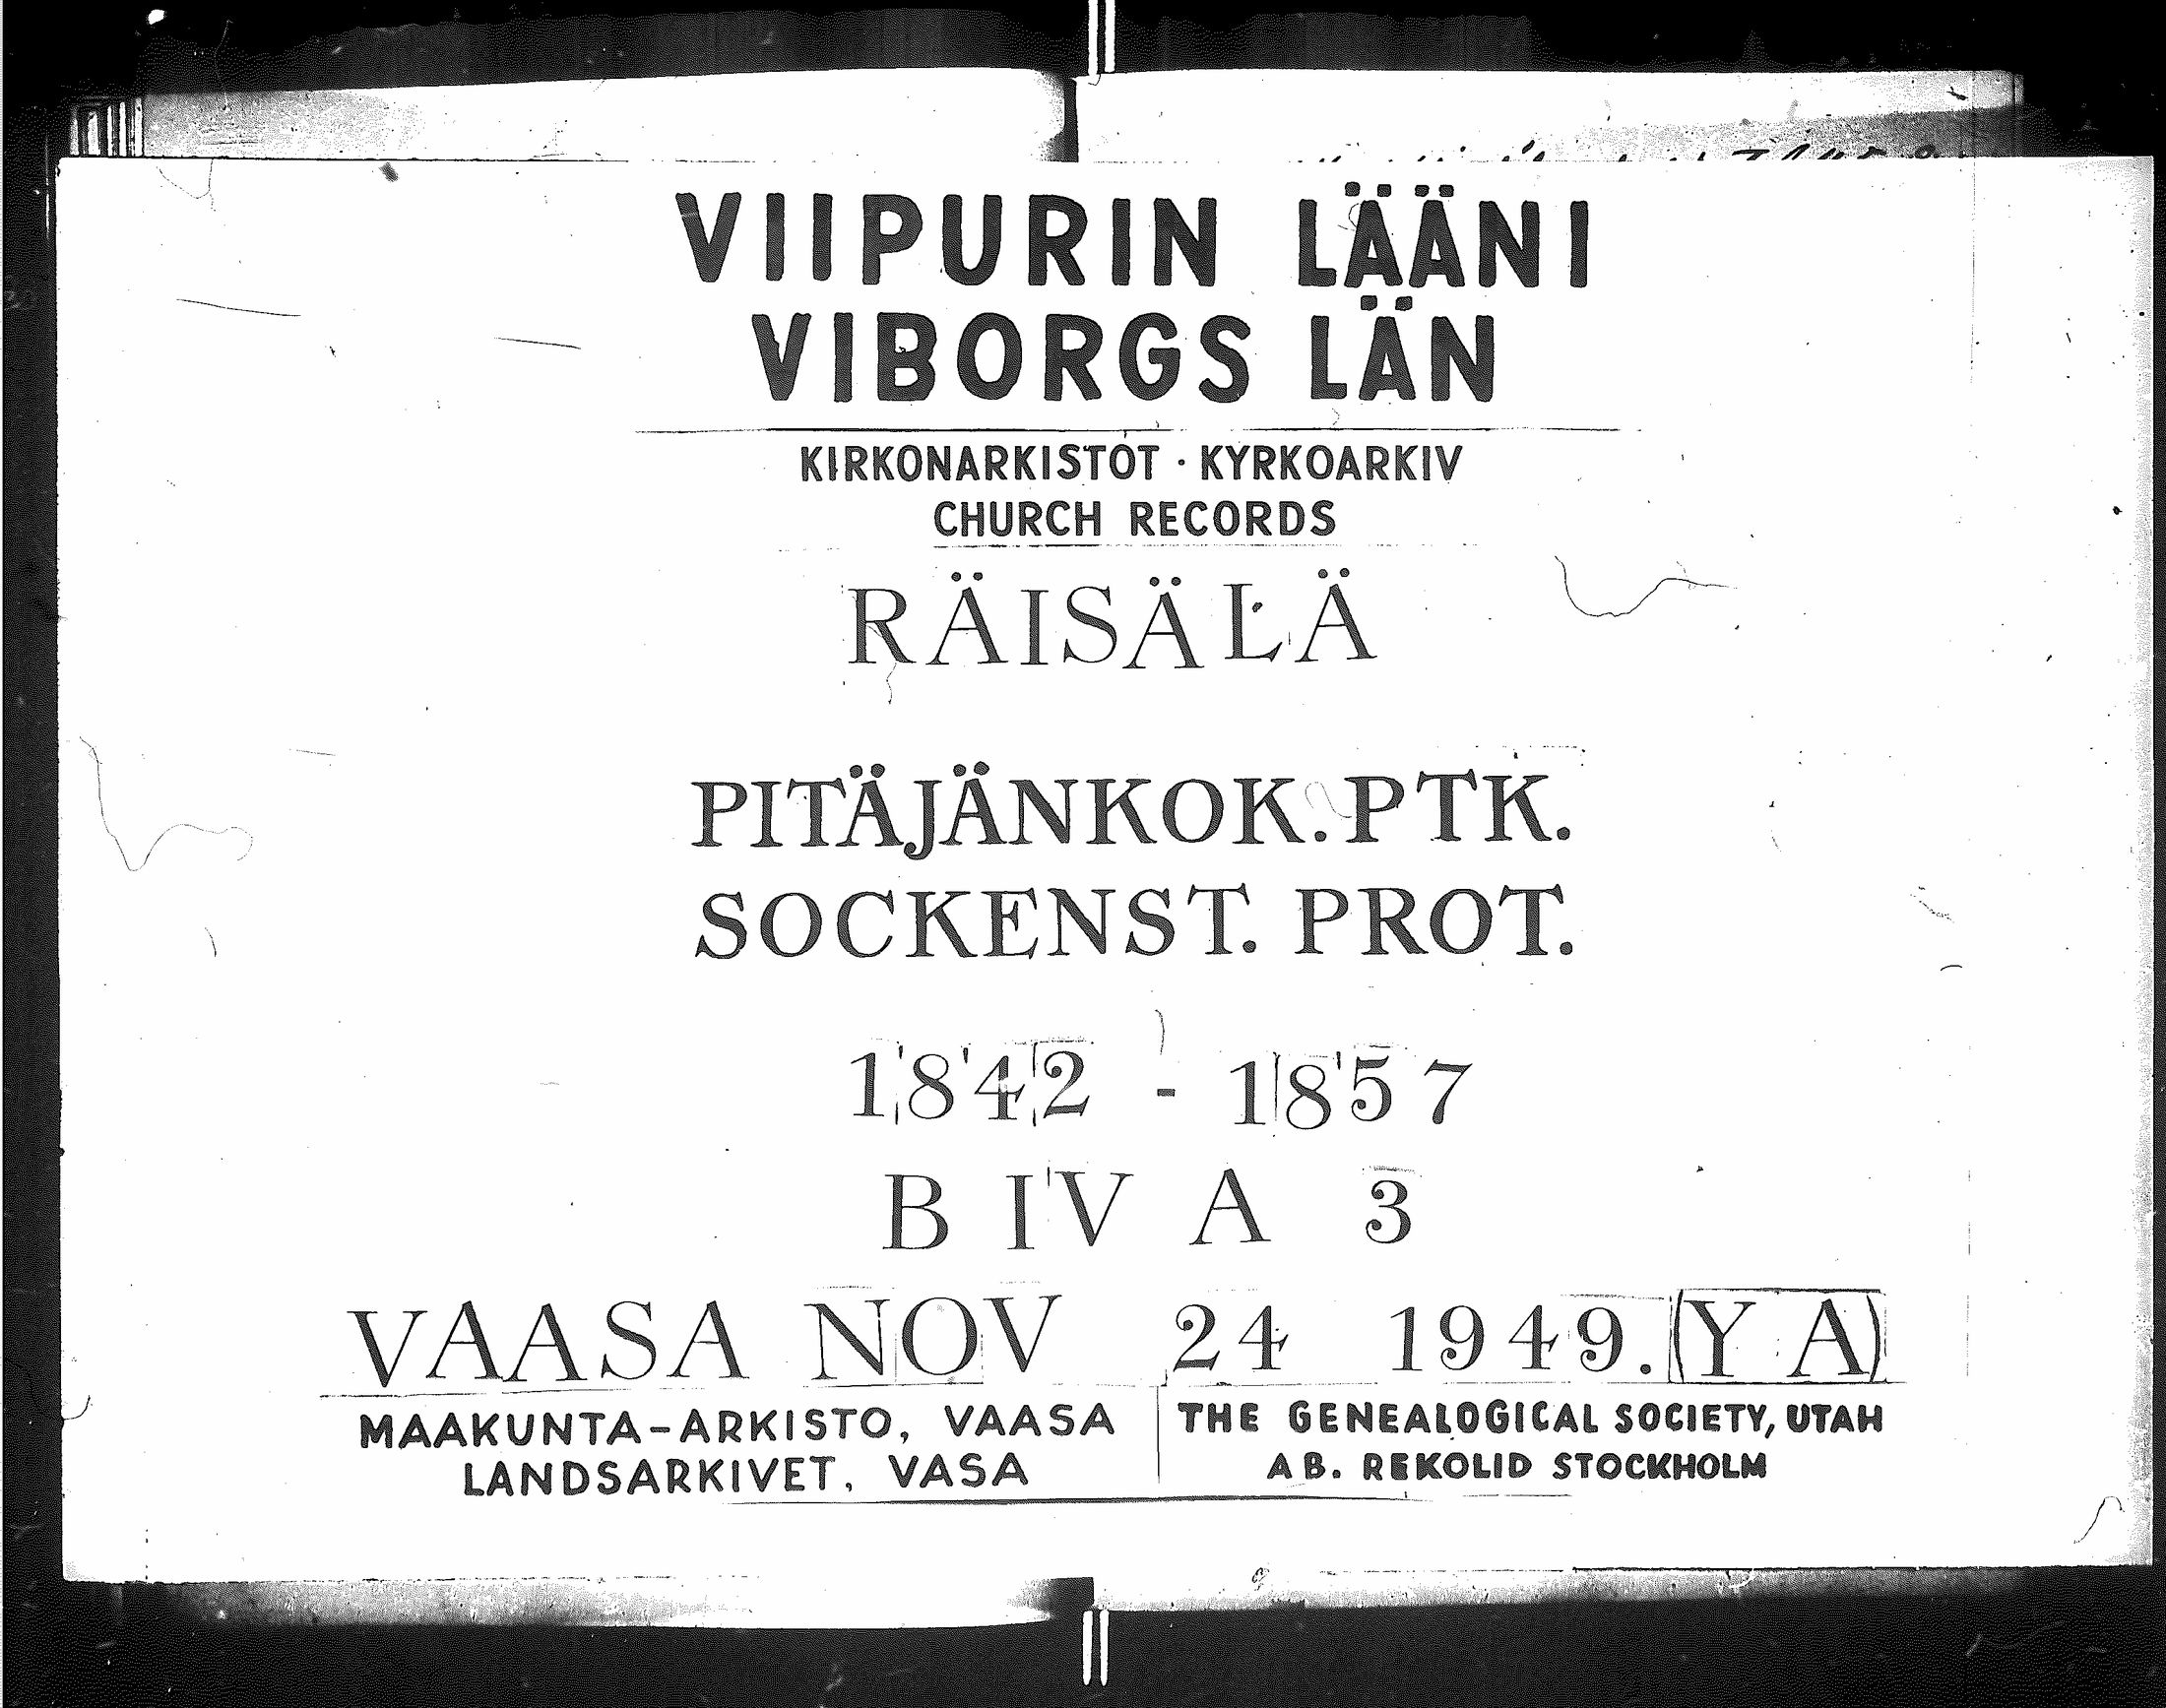 VIIPURIN LÄÄNI
VIBORGS LÄN
KIRKONARKISTOT · KYRKOARKIV
CHURCH RECORDS
RÄISÄLÄ
PITÄJÄNKOK. PTK.
SOCKENST. PROT.
1842 - 1857
B IV A 3
VAASA NOV 24 1949. (Y A)
MAAKUNTA-ARKISTO, VAASA
LANDSARKIVET, VASA
THE GENEALOGICAL SOCIETY, UTAH
AB. REKOLID STOCKHOLM